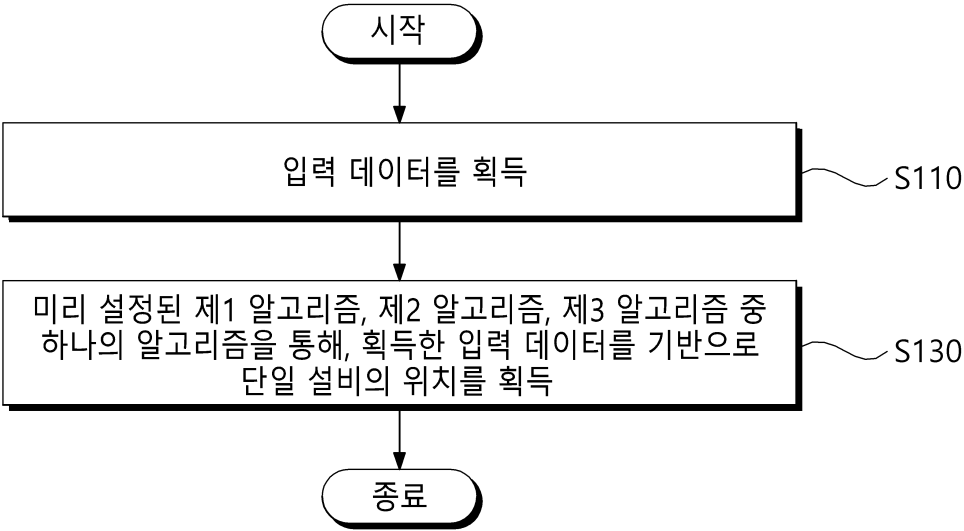 시작
입력 데이터를 획득
S110
미리 설정된 제1 알고리즘, 제2 알고리즘, 제3 알고리즘 중
하나의 알고리즘을 통해, 획득한 입력 데이터를 기반으로
단일 설비의 위치를 획득
S130
종료